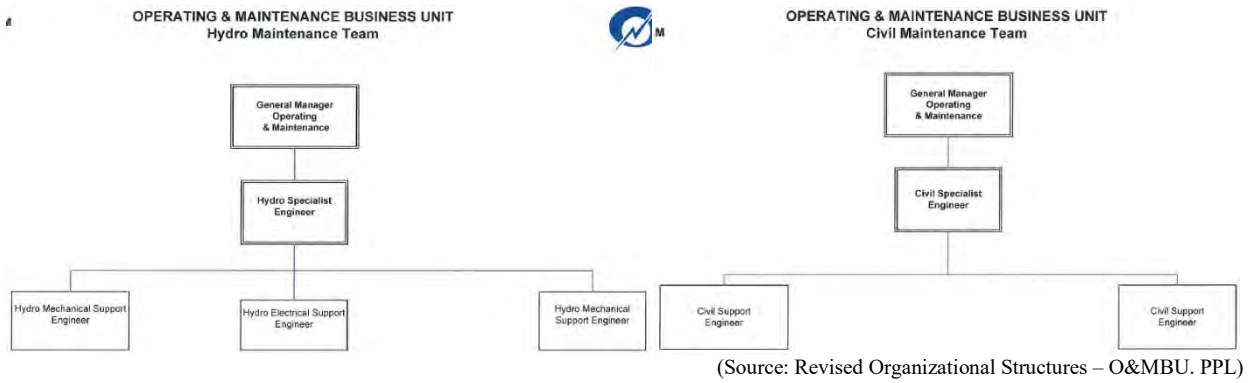 OPERATING & MAINTENANCE BUSINESS UNIT
Hydro Maintenance Team
General Manager
Operating
& Maintenance
Hydro Specialist
Engineer
Hydro Mechanical Support
Engineer
Hydro Electrical Support
Engineer
Hydro Mechanical
Support Engineer
M
OPERATING & MAINTENANCE BUSINESS UNIT
Civil Maintenance Team
General Manager
Operating
& Maintenance
Civil Specialist
Engineer
Civil Support
Engineer
Civil Support
Engineer
(Source: Revised Organizational Structures – O&MBU. PPL)